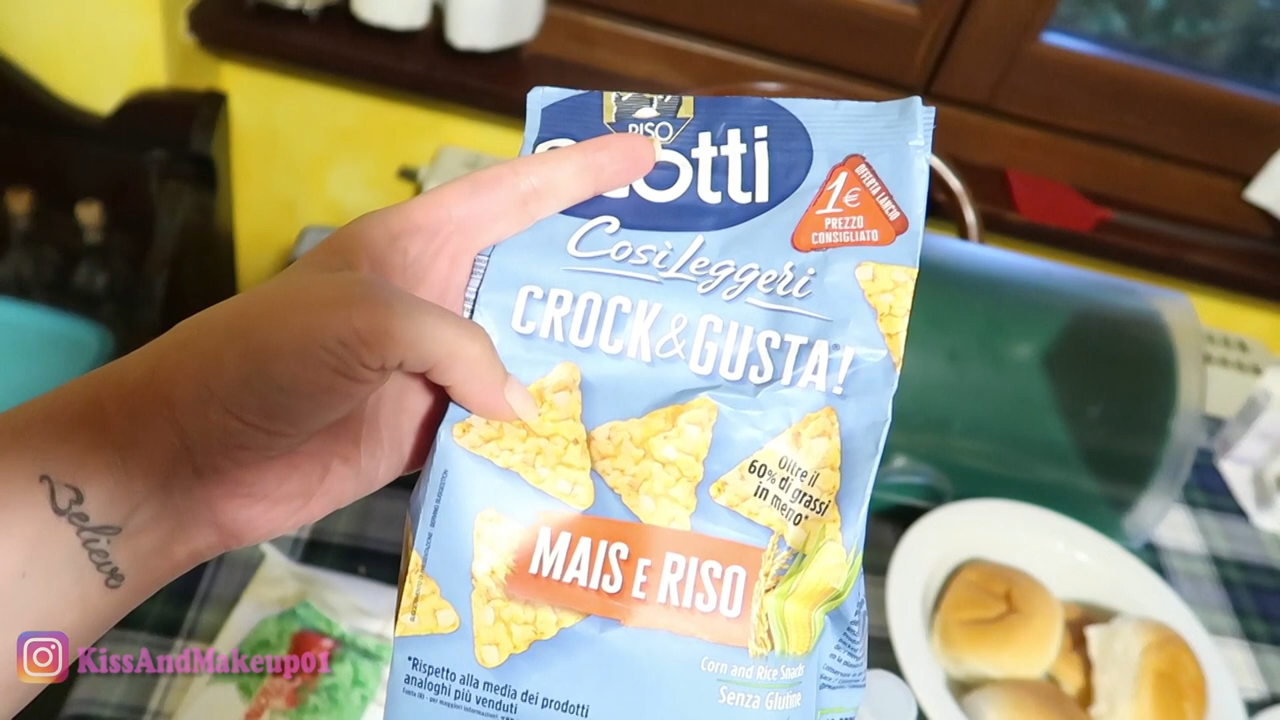 RISO
otti
1€
OFFERTA LANCIO
PREZZO
CONSIGLIATO
CosìLeggeri
CROCK&GUSTA!
Oltre il
60% di grassi
in meno*
MAIS E RISO
Believe
KissAndMakeup01
*Rispetto alla media dei prodotti
analoghi più venduti
Corn and Rice Snacks
Senza Glutine